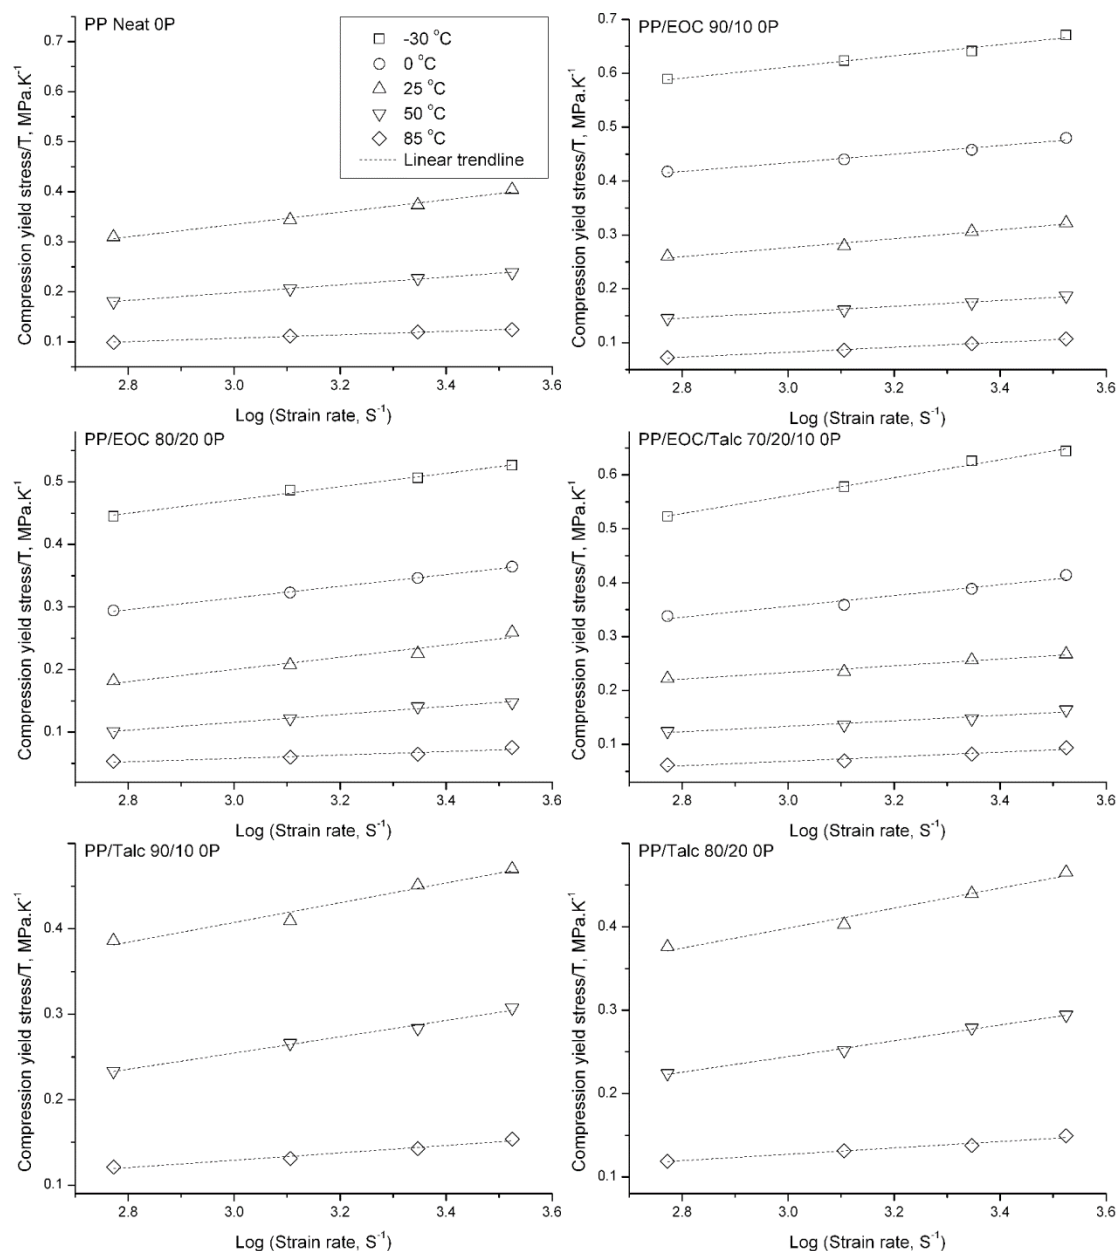 PP Neat 0P
-30 °C
0 °C
25 °C
50 °C
85 °C
Linear trendline
Compression yield stress/T, MPa.K⁻¹
0.7
0.6
0.5
0.4
0.3
0.2
0.1
2.8 3.0 3.2 3.4 3.6
Log (Strain rate, S⁻¹)
PP/EOC 90/10 0P
Compression yield stress/T, MPa.K⁻¹
0.7
0.6
0.5
0.4
0.3
0.2
0.1
2.8 3.0 3.2 3.4 3.6
Log (Strain rate, S⁻¹)
PP/EOC 80/20 0P
Compression yield stress/T, MPa.K⁻¹
0.5
0.4
0.3
0.2
0.1
2.8 3.0 3.2 3.4 3.6
Log (Strain rate, S⁻¹)
PP/EOC/Talc 70/20/10 0P
Compression yield stress/T, MPa.K⁻¹
0.6
0.5
0.4
0.3
0.2
0.1
2.8 3.0 3.2 3.4 3.6
Log (Strain rate, S⁻¹)
PP/Talc 90/10 0P
Compression yield stress/T, MPa.K⁻¹
0.4
0.3
0.2
0.1
2.8 3.0 3.2 3.4 3.6
Log (Strain rate, S⁻¹)
PP/Talc 80/20 0P
Compression yield stress/T, MPa.K⁻¹
0.4
0.3
0.2
0.1
2.8 3.0 3.2 3.4 3.6
Log (Strain rate, S⁻¹)